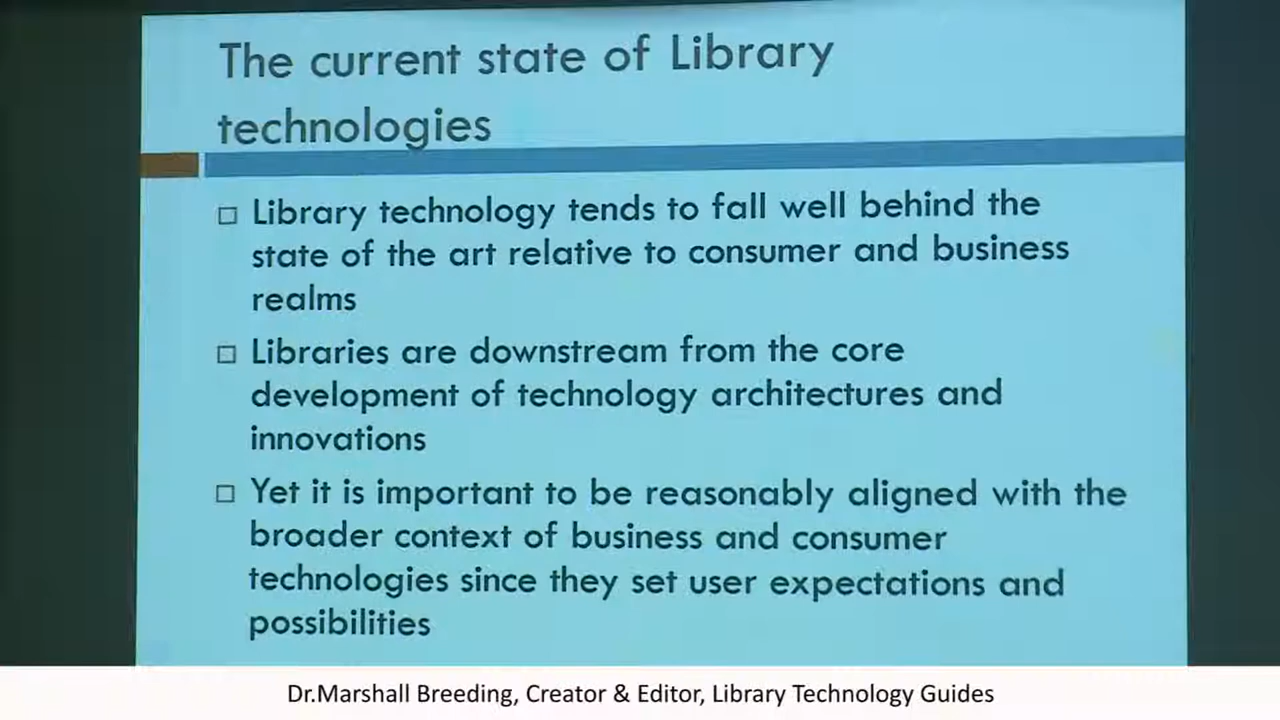 The current state of Library
technologies
Library technology tends to fall well behind the
state of the art relative to consumer and business
realms
Libraries are downstream from the core
development of technology architectures and
innovations
Yet it is important to be reasonably aligned with the
broader context of business and consumer
technologies since they set user expectations and
possibilities
Dr.Marshall Breeding, Creator & Editor, Library Technology Guides